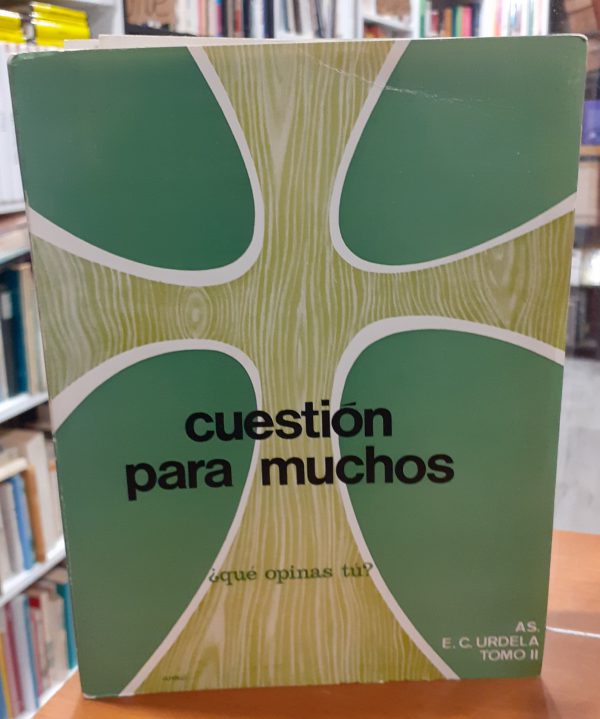 cuestión
para muchos
¿qué opinas tú?
AS.
E. C. URDELA
TOMO II